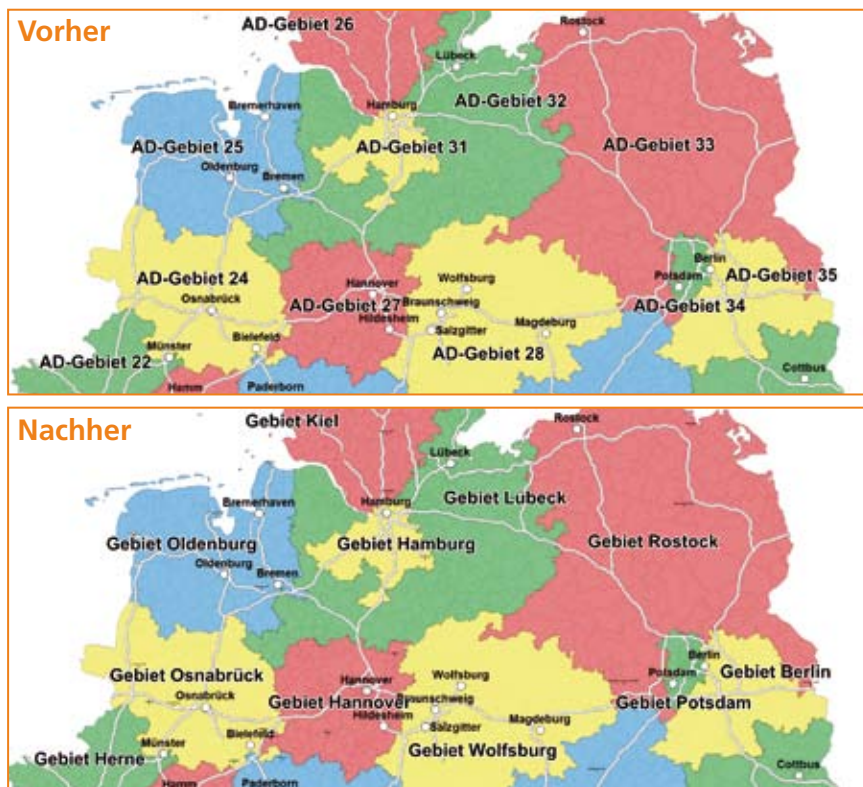 Vorher
AD-Gebiet 26
Rostock
Lübeck
Bremerhaven
Hamburg
AD-Gebiet 32
AD-Gebiet 25
AD-Gebiet 31
AD-Gebiet 33
Oldenburg
Bremen
AD-Gebiet 24
Berlin
AD-Gebiet 35
Hannover
Wolfsburg
Potsdam
Osnabrück
AD-Gebiet 27
Braunschweig
AD-Gebiet 34
Hildesheim
Salzgitter
Magdeburg
Münster
Bielefeld
AD-Gebiet 28
AD-Gebiet 22
Cottbus
Hamm
Paderborn
Nachher
Gebiet Kiel
Rostock
Lübeck
Bremerhaven
Hamburg
Gebiet Lübeck
Gebiet Oldenburg
Gebiet Hamburg
Gebiet Rostock
Oldenburg
Bremen
Berlin
Gebiet Osnabrück
Gebiet Berlin
Hannover
Wolfsburg
Potsdam
Osnabrück
Gebiet Hannover
Braunschweig
Gebiet Potsdam
Hildesheim
Salzgitter
Magdeburg
Münster
Bielefeld
Gebiet Wolfsburg
Gebiet Herne
Cottbus
Hamm
Paderborn